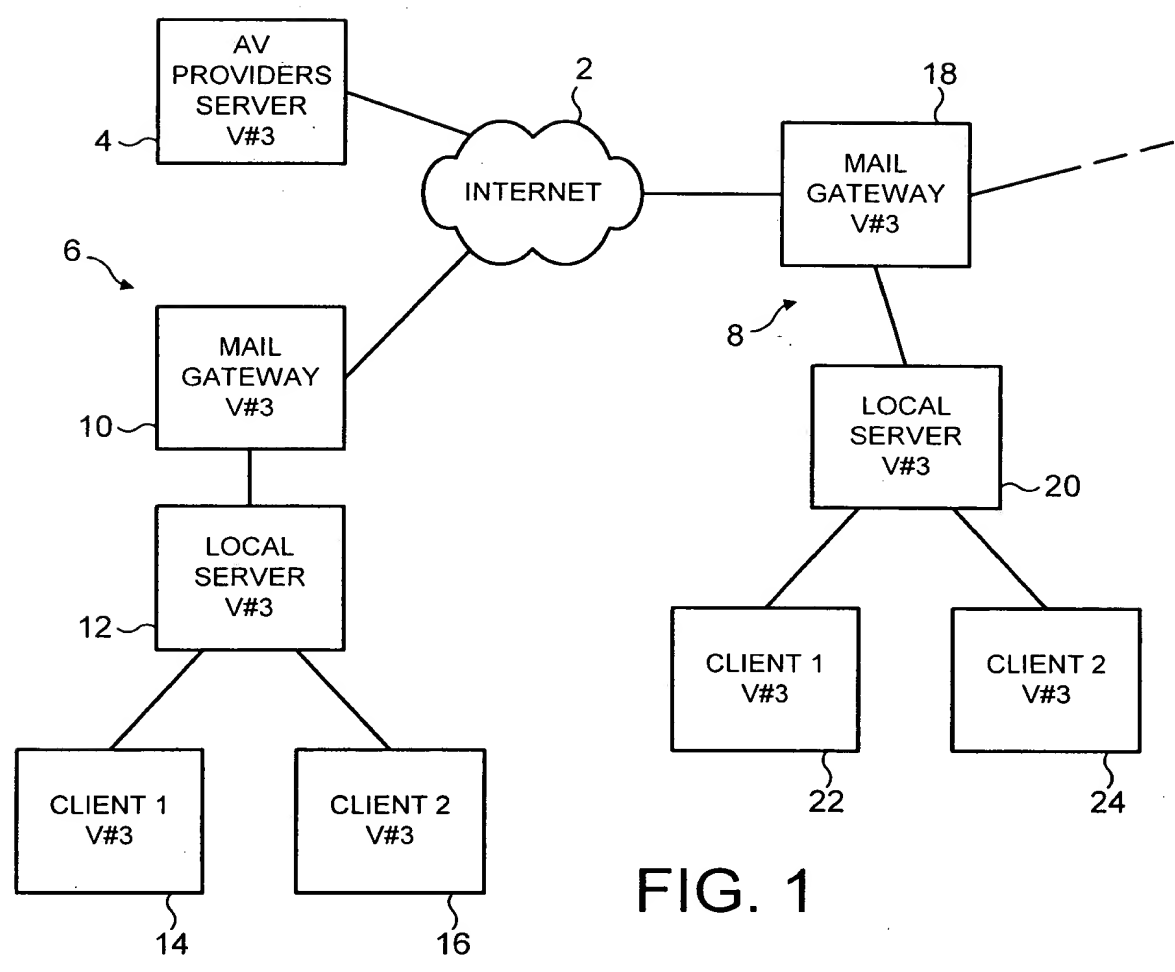 AV
PROVIDERS
SERVER
V#3
4
2
INTERNET
18
MAIL
GATEWAY
V#3
6
MAIL
GATEWAY
V#3
10
8
LOCAL
SERVER
V#3
20
LOCAL
SERVER
V#3
12
CLIENT 1
V#3
22
CLIENT 2
V#3
24
CLIENT 1
V#3
14
CLIENT 2
V#3
16
FIG. 1